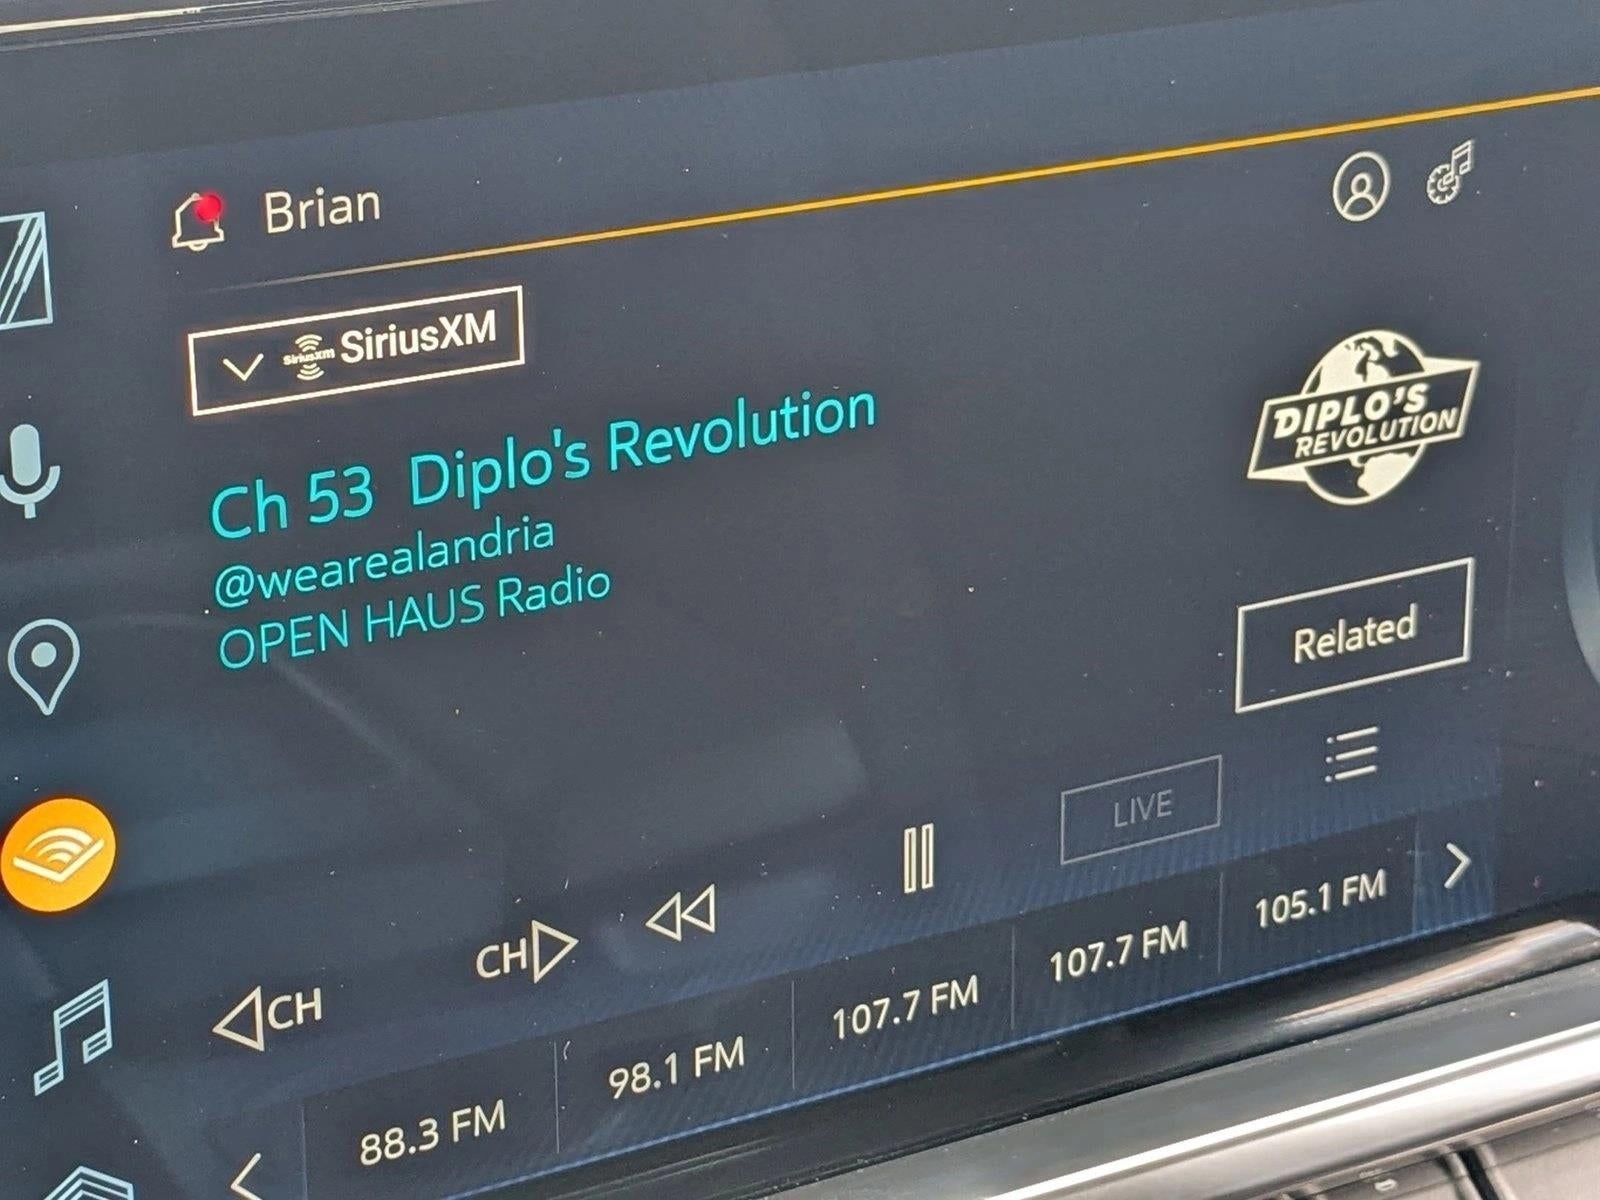 Brian
SiriusXm SiriusXM
Ch 53 Diplo's Revolution
@wearealandria
OPEN HAUS Radio
DIPLO'S
REVOLUTION
Related
LIVE
CH
CH
88.3 FM
98.1 FM
107.7 FM
107.7 FM
105.1 FM